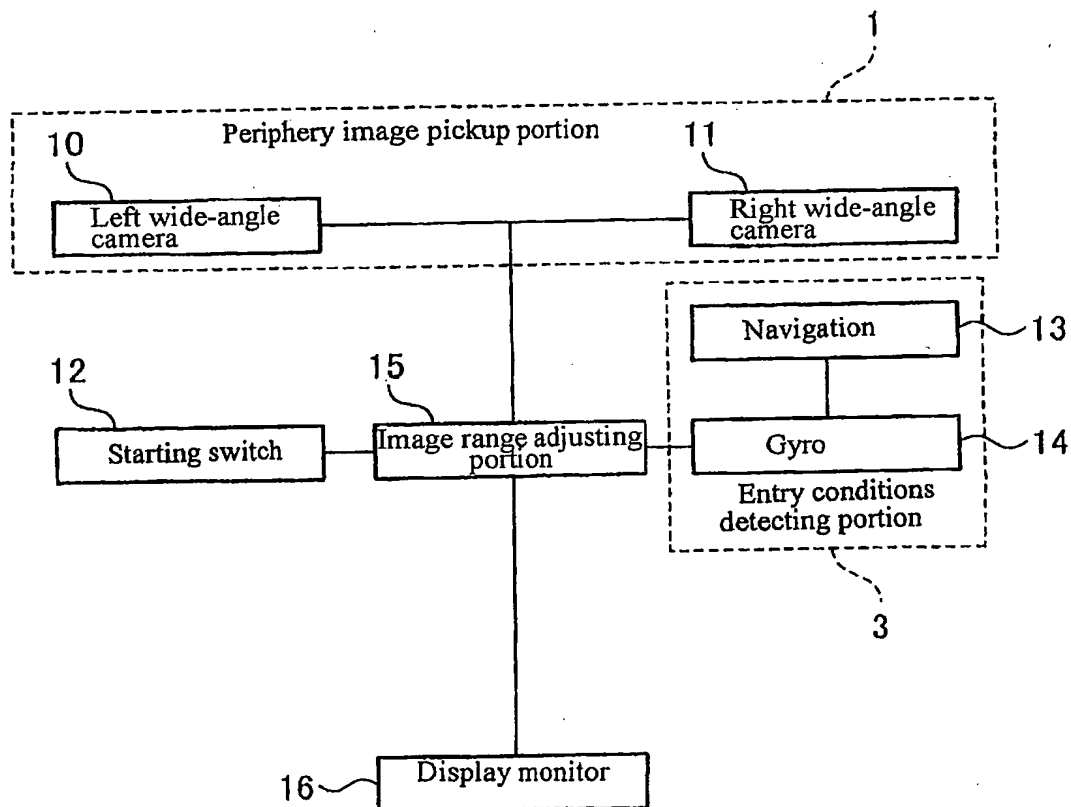 1
Periphery image pickup portion
10
11
Left wide-angle
camera
Right wide-angle
camera
Navigation
13
12
15
Starting switch
Image range adjusting
portion
Gyro
14
Entry conditions
detecting portion
3
Display monitor
16